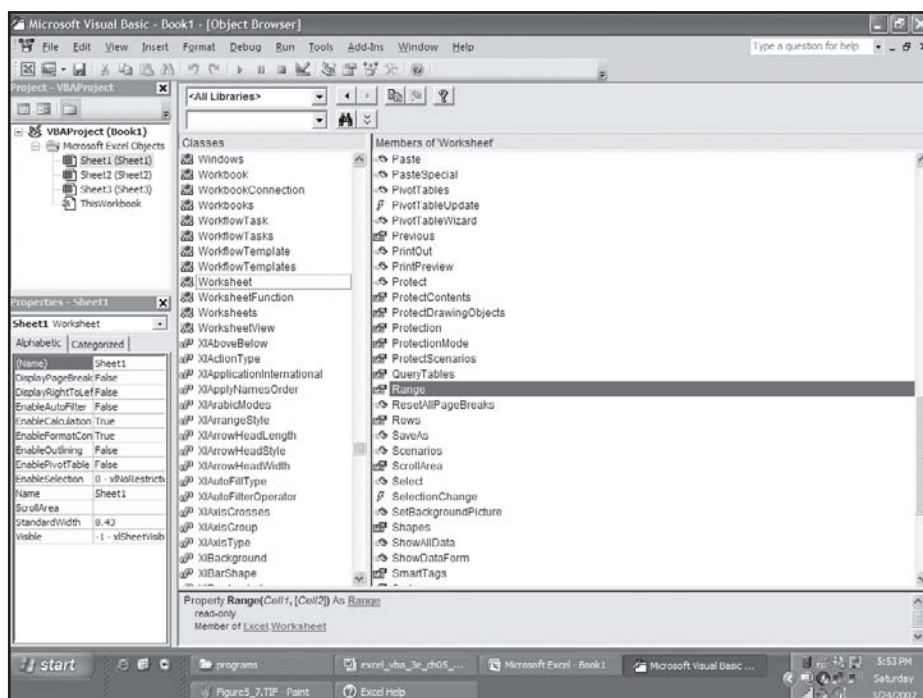 Microsoft Visual Basic - Book1 - [Object Browser]
File Edit View Insert Format Debug Run Tools Add-Ins Window Help
Type a question for help
Project - VBAProject
VBAProject (Book1)
Microsoft Excel Objects
Sheet1 (Sheet1)
Sheet2 (Sheet2)
Sheet3 (Sheet3)
ThisWorkbook
Properties - Sheet1
Sheet1 Worksheet
Alphabetic Categorized
(Name) Sheet1
DisplayPageBreak False
DisplayRightToLef False
EnableAutoFilter False
EnableCalculation True
EnableFormatCon True
EnableOutlining False
EnablePivotTable False
EnableSelection 0 - xlNoRestricti
Name Sheet1
ScrollArea
StandardWidth 8.43
Visible -1 - xlSheetVisib
<All Libraries>
Classes
Windows
Workbook
WorkbookConnection
Workbooks
WorkflowTask
WorkflowTasks
WorkflowTemplate
WorkflowTemplates
Worksheet
WorksheetFunction
Worksheets
WorksheetView
XlAboveBelow
XlActionType
XlApplicationInternational
XlApplyNamesOrder
XlArabicModes
XlArrangeStyle
XlArrowHeadLength
XlArrowHeadStyle
XlArrowHeadWidth
XlAutoFillType
XlAutoFilterOperator
XlAxisCrosses
XlAxisGroup
XlAxisType
XlBackground
XlBarShape
Members of 'Worksheet'
Paste
PasteSpecial
PivotTables
PivotTableUpdate
PivotTableWizard
Previous
PrintOut
PrintPreview
Protect
ProtectContents
ProtectDrawingObjects
Protection
ProtectionMode
ProtectScenarios
QueryTables
Range
ResetAllPageBreaks
Rows
SaveAs
Scenarios
ScrollArea
Select
SelectionChange
SetBackgroundPicture
Shapes
ShowAllData
ShowDataForm
SmartTags
Property Range(Cell1, [Cell2]) As Range
read-only
Member of Excel.Worksheet
start
programs
excel_vba_3e_ch05_...
Microsoft Excel - Book1
Microsoft Visual Basic ...
Figure5_7.TIF - Paint
Excel Help
5:53 PM
Saturday